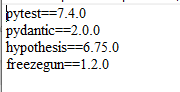 pytest==7.4.0
pydantic==2.0.0
hypothesis==6.75.0
freezegun==1.2.0